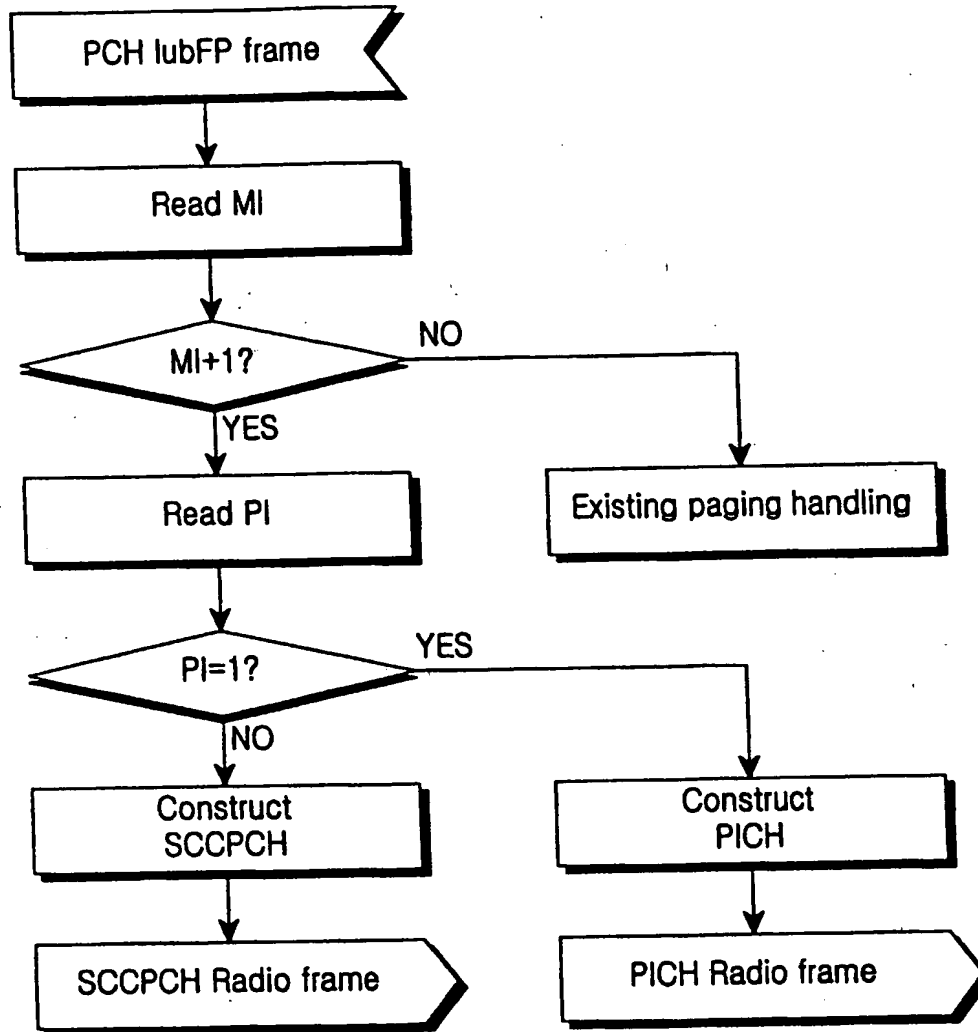 PCH IubFP frame
Read MI
MI+1?
NO
YES
Read PI
Existing paging handling
PI=1?
YES
NO
Construct
SCCPCH
Construct
PICH
SCCPCH Radio frame
PICH Radio frame